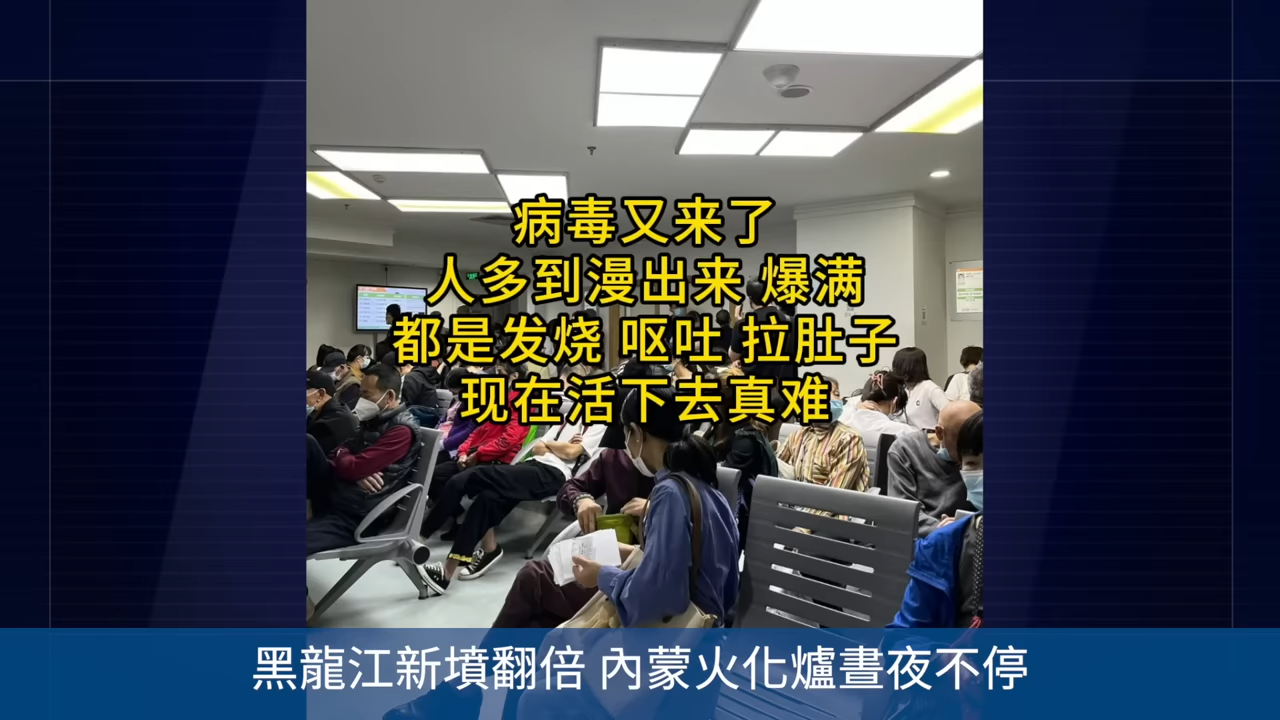 病毒又来了
人多到漫出来 爆满
都是发烧 呕吐 拉肚子
现在活下去真难
黑龍江新墳翻倍 內蒙火化爐晝夜不停